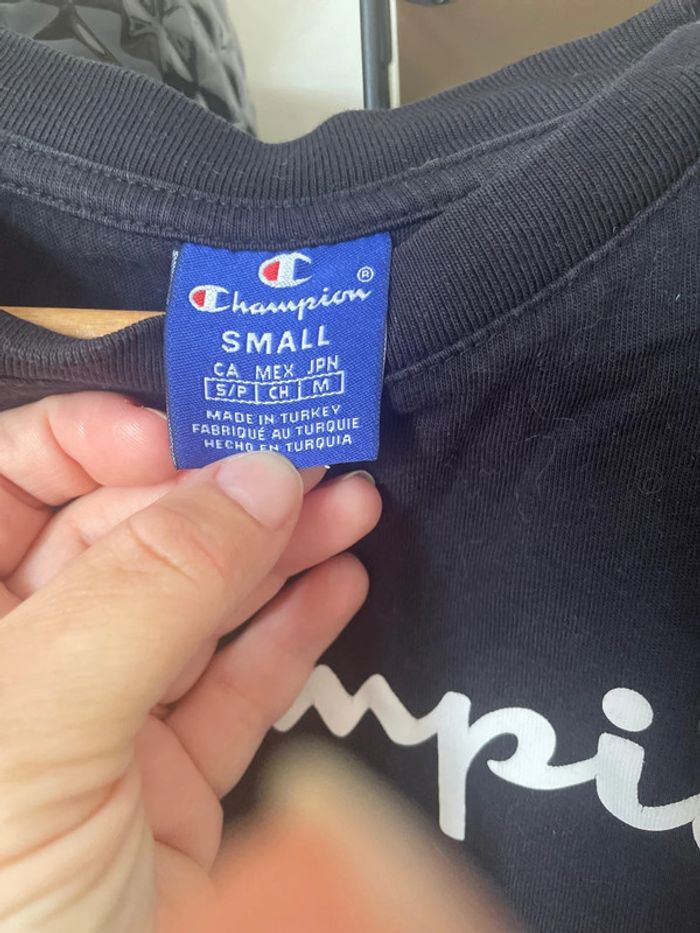 Champion®
SMALL
CA MEX JPN
S/P CH M
MADE IN TURKEY
FABRIQUÉ AU TURQUIE
HECHO EN TURQUIA
mpi